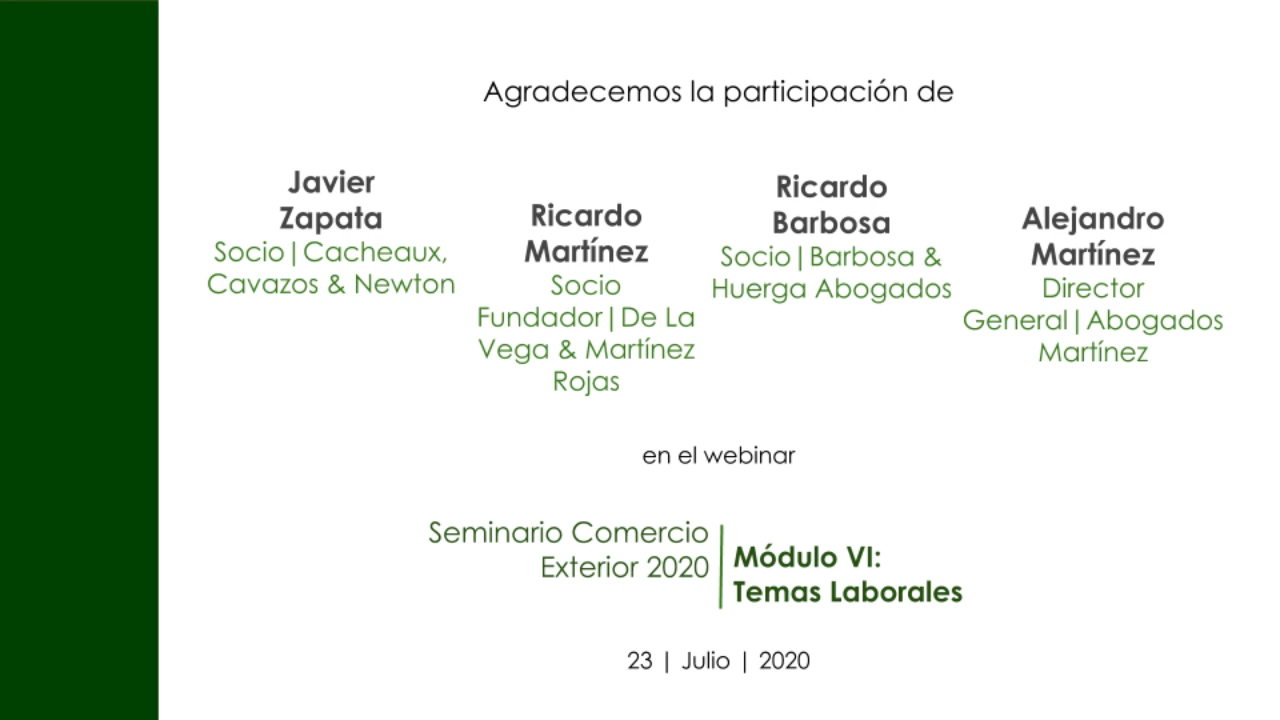 Agradecemos la participación de
Javier
Zapata
Socio|Cacheaux,
Cavazos & Newton
Ricardo
Martínez
Socio
Fundador|De La
Vega & Martínez
Rojas
Ricardo
Barbosa
Socio|Barbosa &
Huerga Abogados
Alejandro
Martínez
Director
General|Abogados
Martínez
en el webinar
Seminario Comercio
Exterior 2020
Módulo VI:
Temas Laborales
23 | Julio | 2020